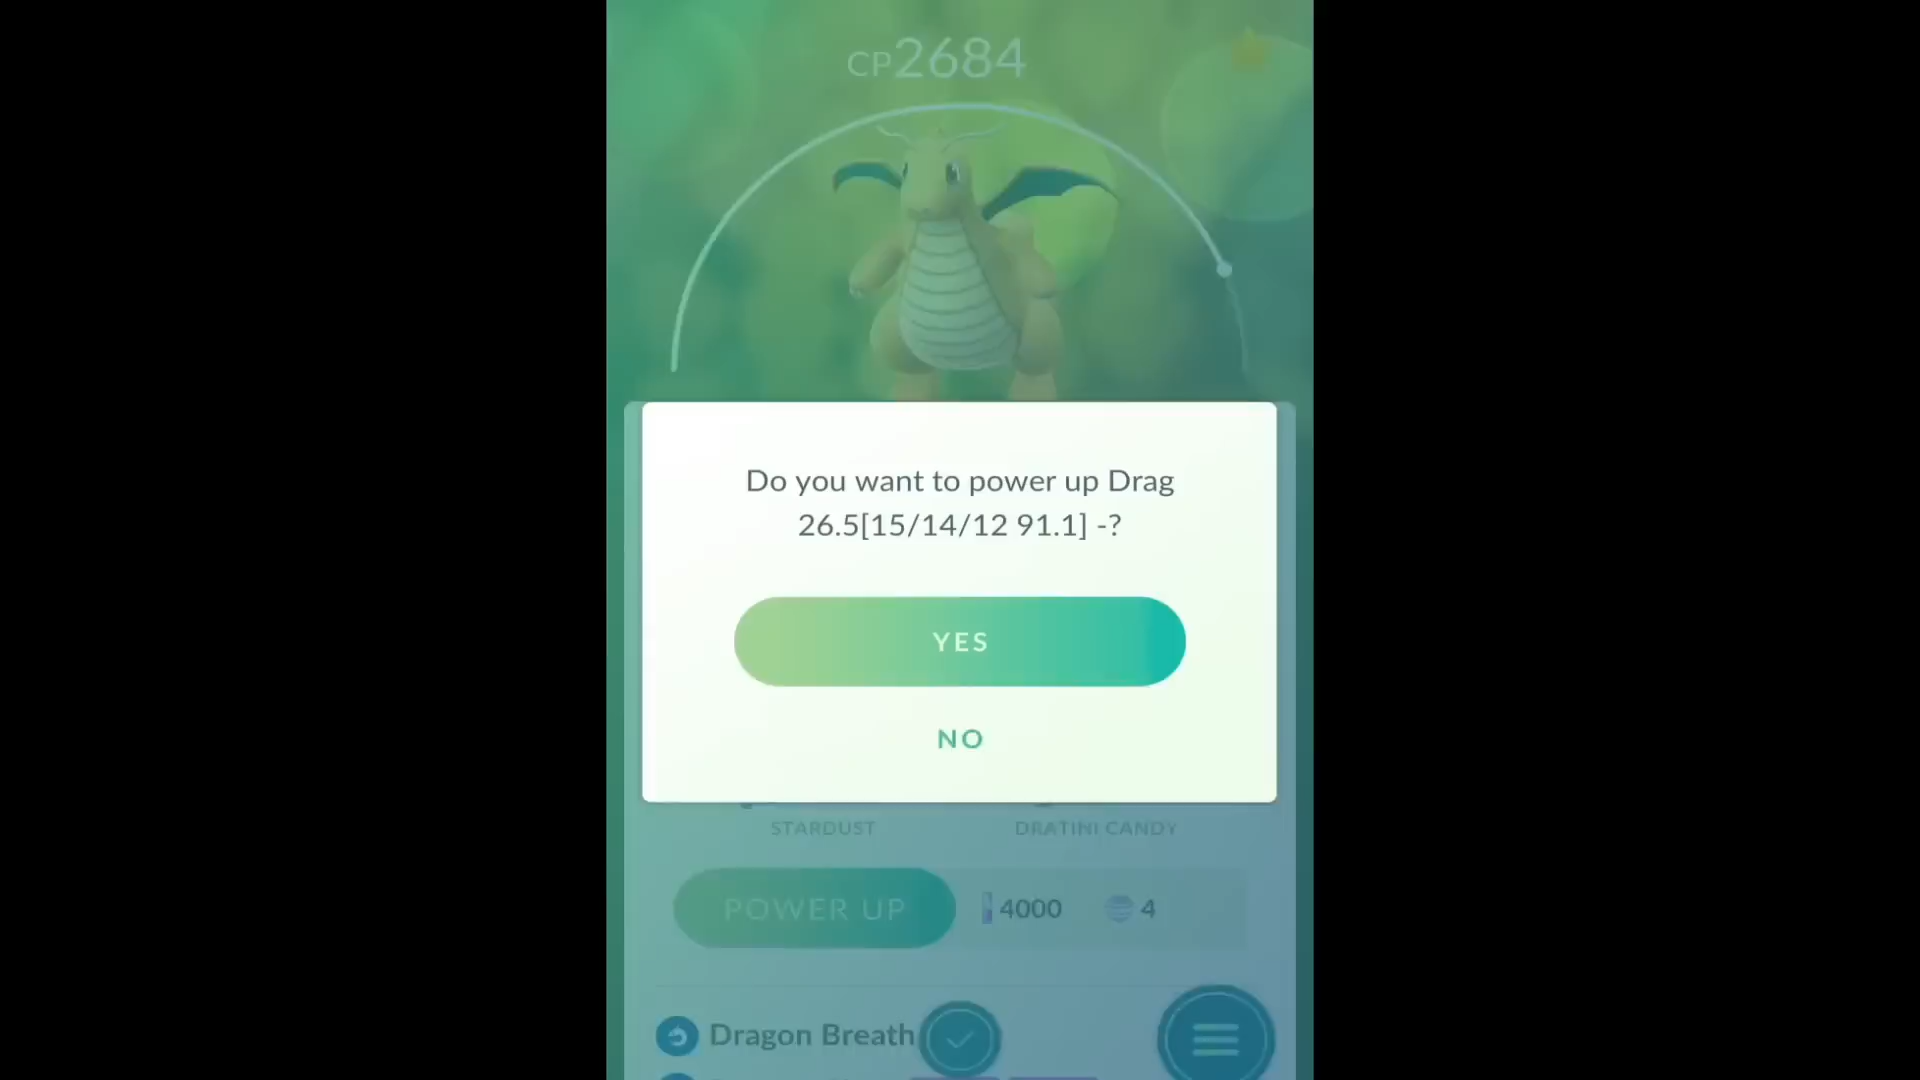 CP2684
Do you want to power up Drag
26.5[15/14/12 91.1] -?
YES
NO
STARDUST
DRATINI CANDY
POWER UP
4000
4
Dragon Breath